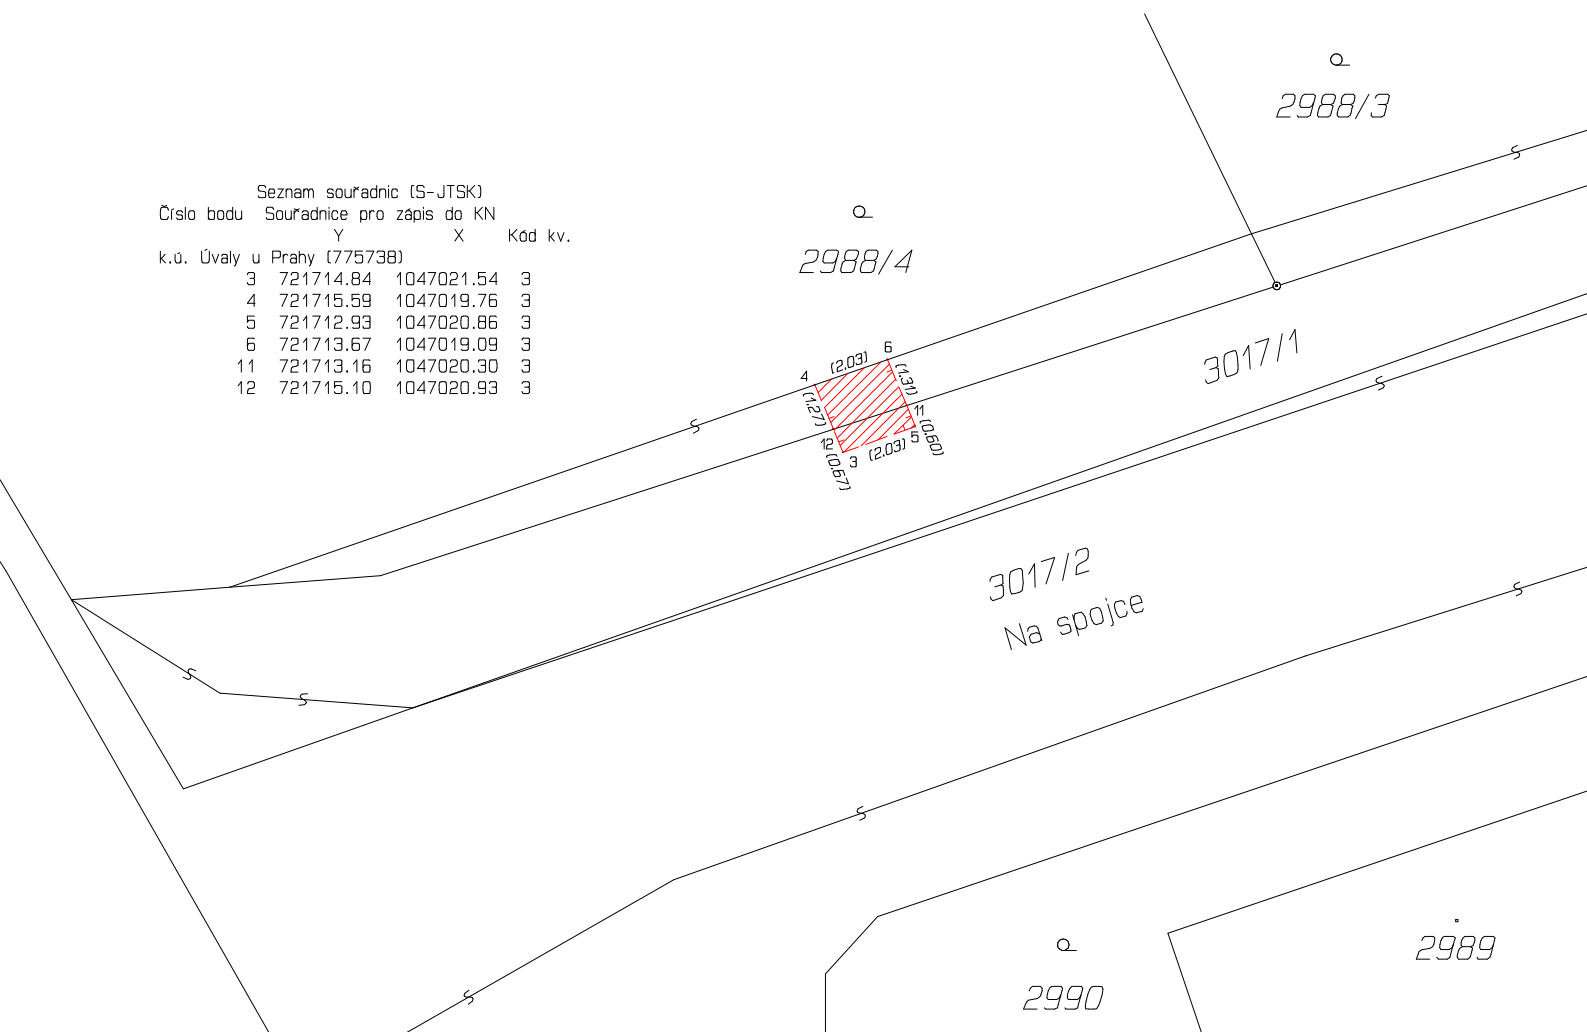 2988/3
Seznam souřadnic (S-JTSK)
Číslo bodu Souřadnice pro zápis do KN
Y X Kód kv.
k.ú. Úvaly u Prahy (775738)
3 721714.84 1047021.54 3
4 721715.59 1047019.76 3
5 721712.93 1047020.86 3
6 721713.67 1047019.09 3
11 721713.16 1047020.30 3
12 721715.10 1047020.93 3
2988/4
6
(2.03)
4
(1.31)
(1.27)
11
(0.60)
5
12
(2.03)
3
(0.67)
3017/1
3017/2
Na spojce
2989
2990